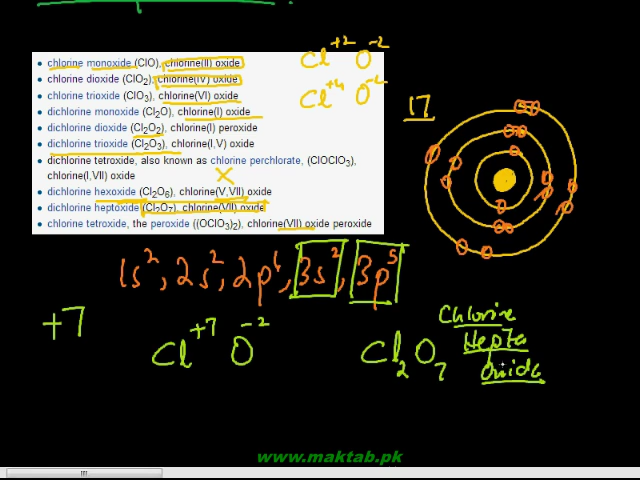 • chlorine monoxide (ClO), chlorine(II) oxide
• chlorine dioxide (ClO₂), chlorine(IV) oxide
• chlorine trioxide (ClO₃), chlorine(VI) oxide
• dichlorine monoxide (Cl₂O), chlorine(I) oxide
• dichlorine dioxide (Cl₂O₂), chlorine(I) peroxide
• dichlorine trioxide (Cl₂O₃), chlorine(I,V) oxide
• dichlorine tetroxide, also known as chlorine perchlorate, (ClOClO₃),
chlorine(I,VII) oxide
• dichlorine hexoxide (Cl₂O₆), chlorine(V,VII) oxide
• dichlorine heptoxide (Cl₂O₇), chlorine(VII) oxide
• chlorine tetroxide, the peroxide ((OClO₃)₂), chlorine(VII) oxide peroxide
Cl⁺² O⁻²
Cl⁺⁴ O⁻²
17
1s², 2s², 2p⁶, 3s², 3p⁵
+7
Cl⁺⁷ O⁻²
Cl₂O₇
Chlorine
Hepta
Oxide
www.maktab.pk